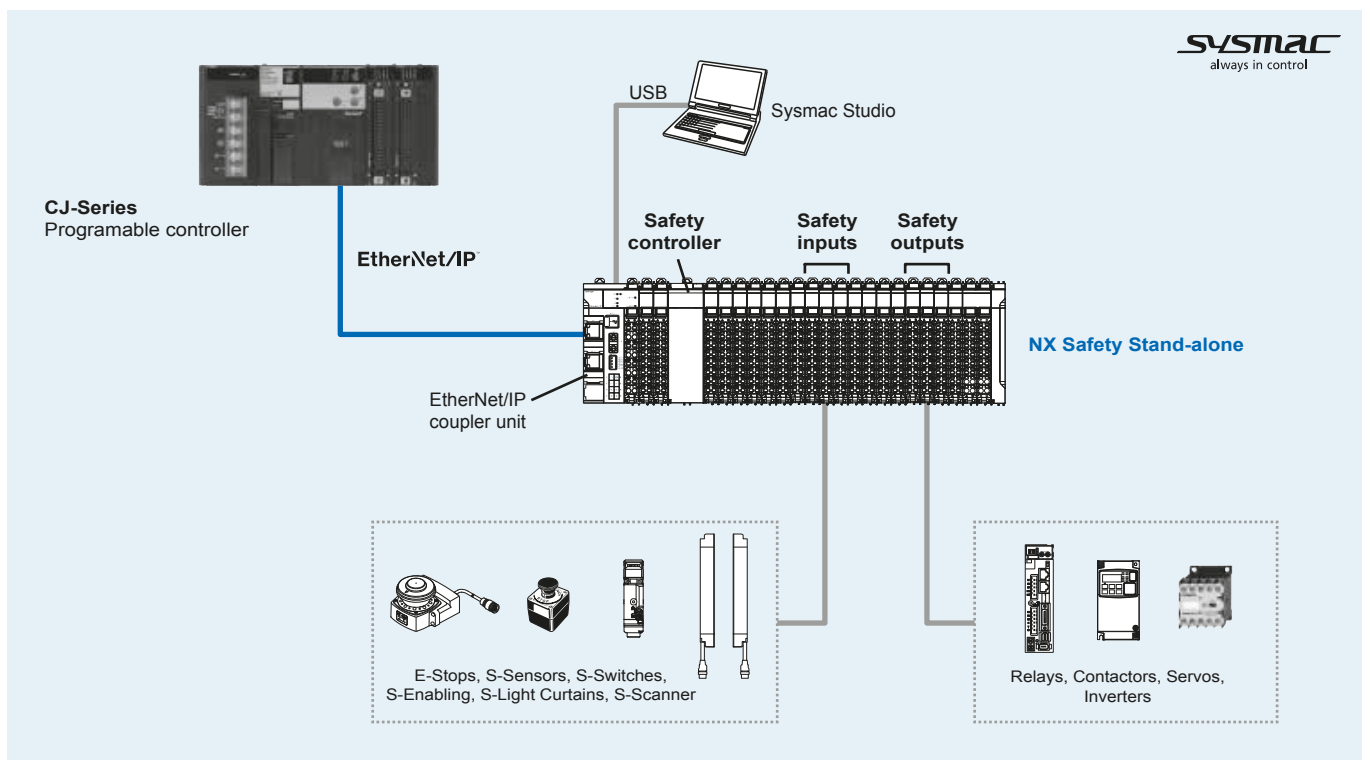 sysmac
always in control
USB
Sysmac Studio
CJ-Series
Programable controller
EtherNet/IP™
Safety
controller
Safety
inputs
Safety
outputs
NX Safety Stand-alone
EtherNet/IP
coupler unit
E-Stops, S-Sensors, S-Switches,
S-Enabling, S-Light Curtains, S-Scanner
Relays, Contactors, Servos,
Inverters